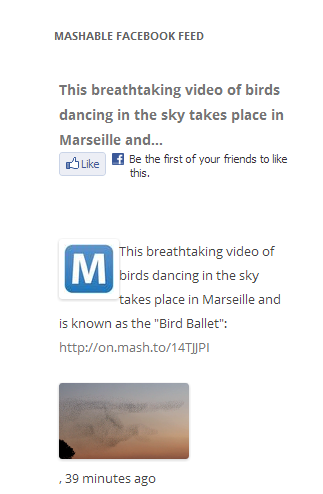 MASHABLE FACEBOOK FEED
This breathtaking video of birds
dancing in the sky takes place in
Marseille and...
Like
Be the first of your friends to like
this.
M
This breathtaking video of
birds dancing in the sky
takes place in Marseille and
is known as the "Bird Ballet":
http://on.mash.to/14TJJPI
, 39 minutes ago